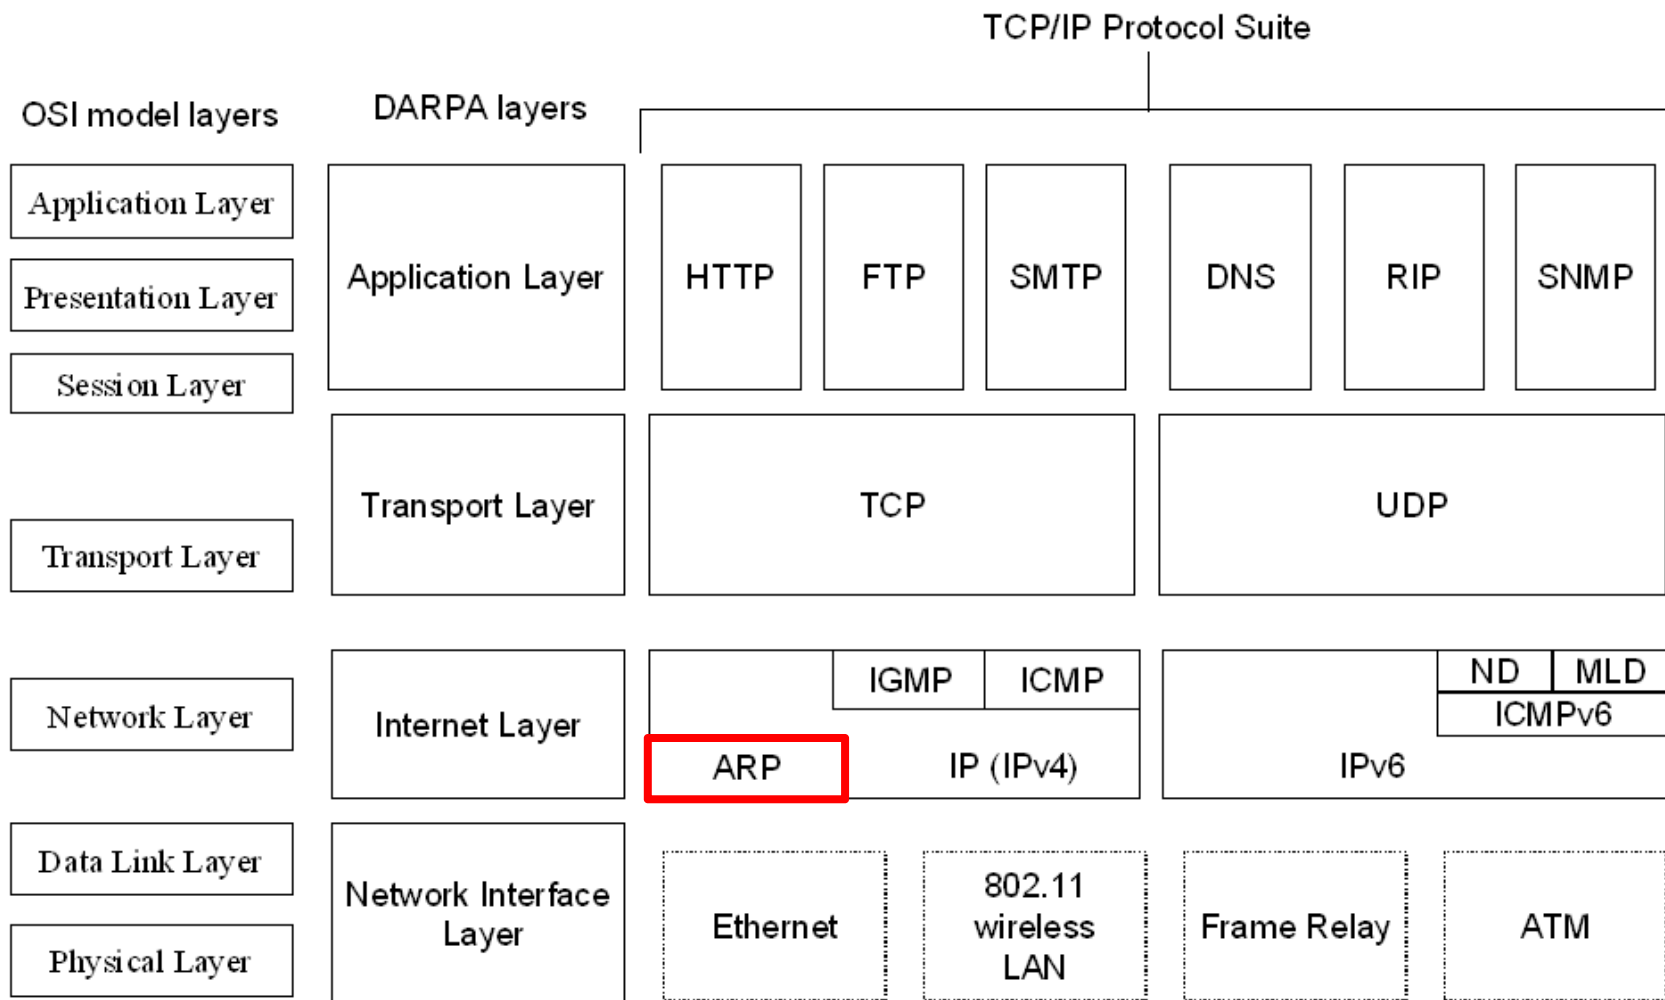 TCP/IP Protocol Suite
OSI model layers
DARPA layers
Application Layer
Presentation Layer
Session Layer
Transport Layer
Network Layer
Data Link Layer
Physical Layer
Application Layer
Transport Layer
Internet Layer
Network Interface
Layer
HTTP
FTP
SMTP
DNS
RIP
SNMP
TCP
UDP
IGMP
ICMP
ARP
IP (IPv4)
ND
MLD
ICMPv6
IPv6
Ethernet
802.11
wireless
LAN
Frame Relay
ATM